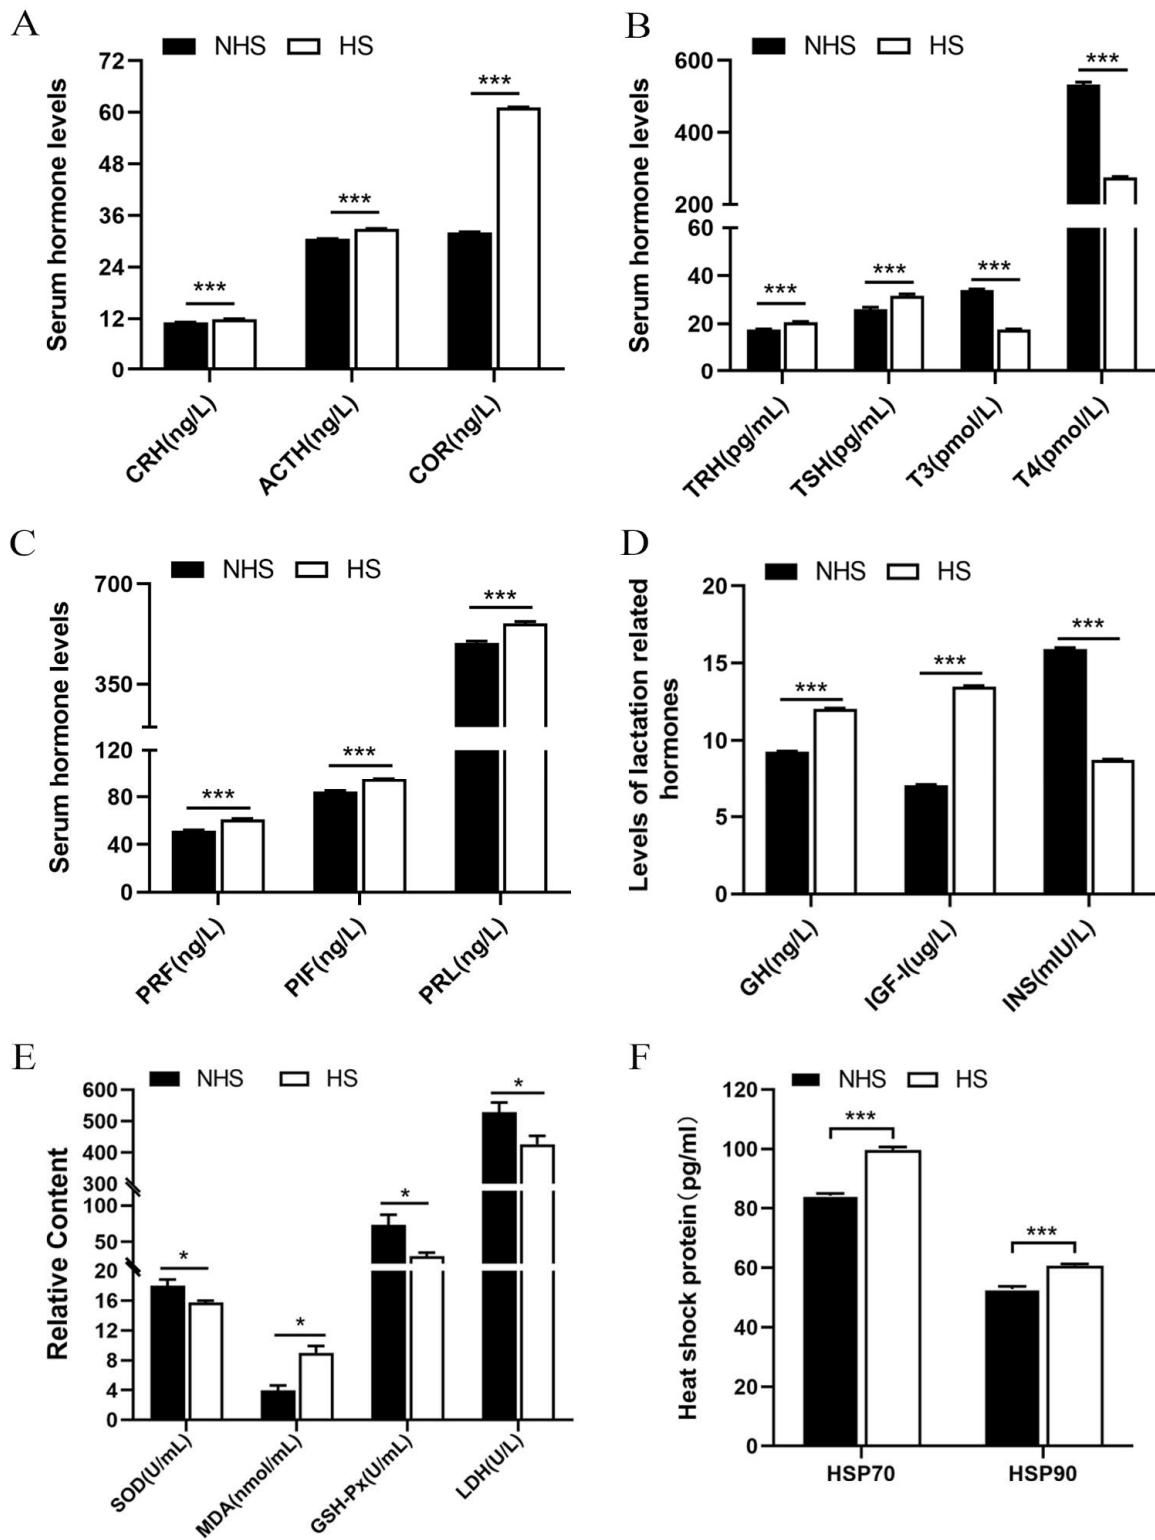 A
NHS HS
Serum hormone levels
72
60
48
36
24
12
0
***
***
***
CRH(ng/L)
ACTH(ng/L)
COR(ng/L)
B
NHS HS
Serum hormone levels
600
400
200
60
40
20
0
***
***
***
***
TRH(pg/mL)
TSH(pg/mL)
T3(pmol/L)
T4(pmol/L)
C
NHS HS
Serum hormone levels
700
350
120
80
40
0
***
***
***
PRF(ng/L)
PIF(ng/L)
PRL(ng/L)
D
NHS HS
Levels of lactation related
hormones
20
15
10
5
0
***
***
***
GH(ng/L)
IGF-I(ug/L)
INS(mIU/L)
E
NHS HS
Relative Content
600
500
400
300
100
50
20
16
12
8
4
0
*
*
*
*
SOD(U/mL)
MDA(nmol/mL)
GSH-Px(U/mL)
LDH(U/L)
F
NHS HS
Heat shock protein（pg/ml）
120
100
80
60
40
20
0
***
***
HSP70
HSP90